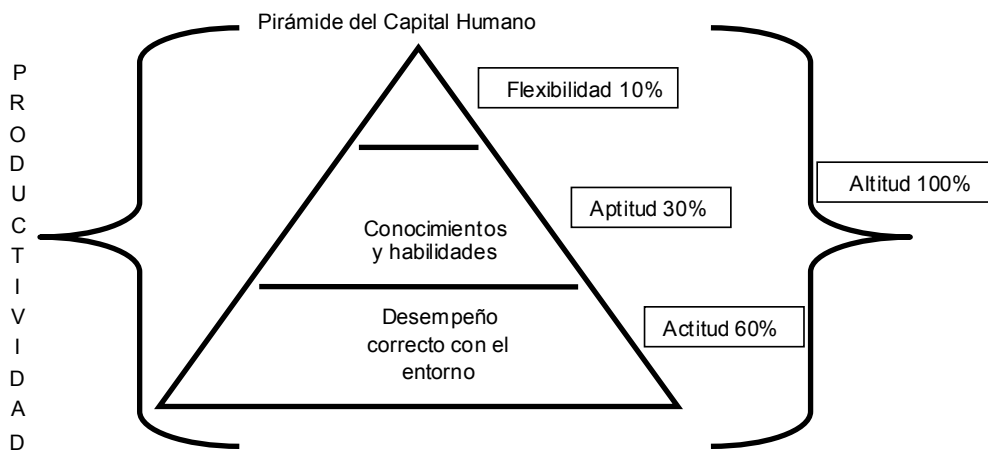 Pirámide del Capital Humano
PRODUCTIVIDAD
Flexibilidad 10%
Altitud 100%
Aptitud 30%
Conocimientos
y habilidades
Actitud 60%
Desempeño
correcto con el
entorno